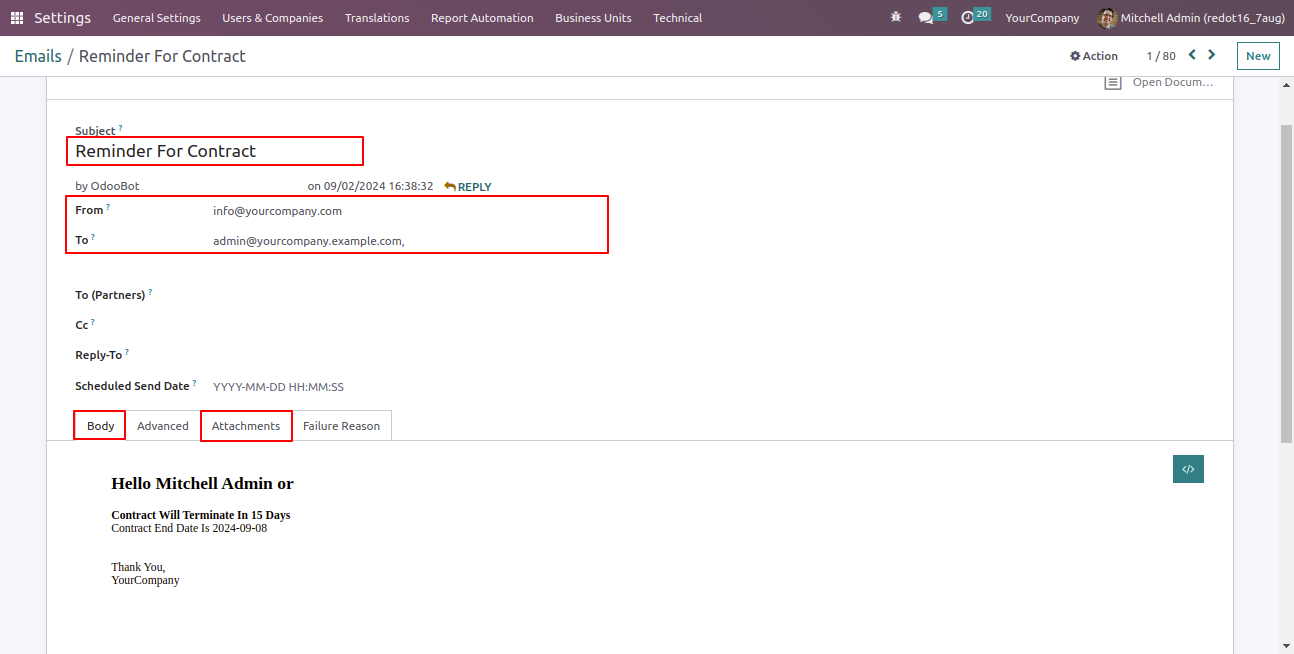 Settings General Settings Users & Companies Translations Report Automation Business Units Technical 5 20 YourCompany Mitchell Admin (redot16_7aug)
Emails / Reminder For Contract Action 1 / 80 New
Open Docum...
Subject ?
Reminder For Contract
by OdooBot on 09/02/2024 16:38:32 REPLY
From ? info@yourcompany.com
To ? admin@yourcompany.example.com,
To (Partners) ?
Cc ?
Reply-To ?
Scheduled Send Date ? YYYY-MM-DD HH:MM:SS
Body Advanced Attachments Failure Reason
</>
Hello Mitchell Admin or
Contract Will Terminate In 15 Days
Contract End Date Is 2024-09-08
Thank You,
YourCompany